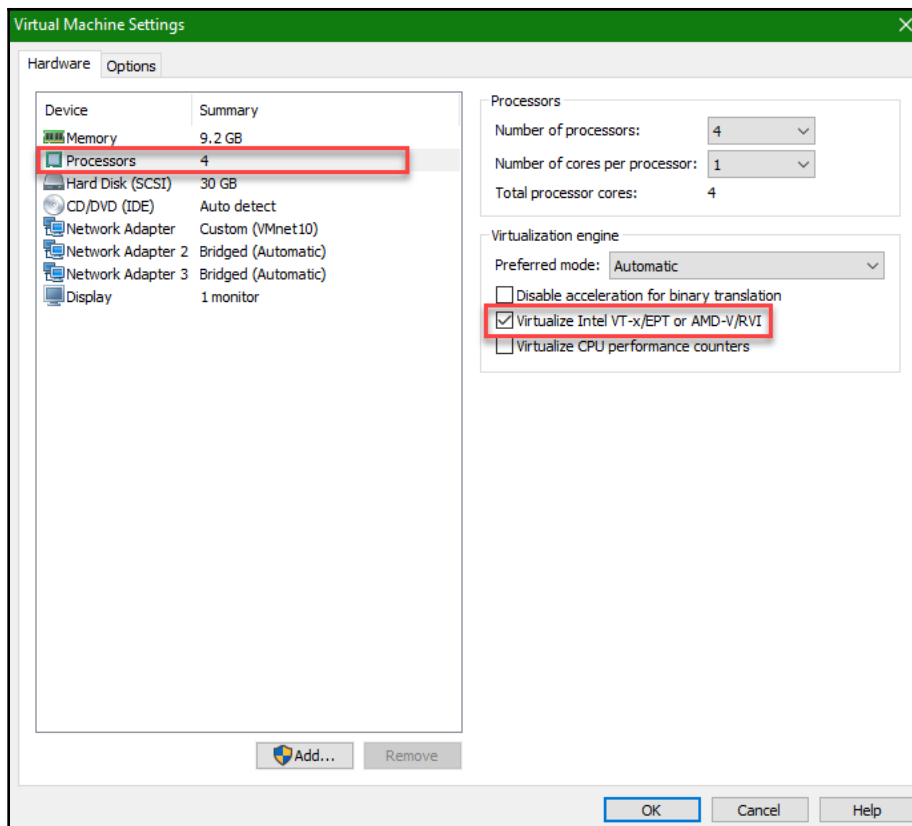 Virtual Machine Settings
Hardware Options
Device Summary
Memory 9.2 GB
Processors 4
Hard Disk (SCSI) 30 GB
CD/DVD (IDE) Auto detect
Network Adapter Custom (VMnet10)
Network Adapter 2 Bridged (Automatic)
Network Adapter 3 Bridged (Automatic)
Display 1 monitor
Add... Remove
Processors
Number of processors: 4
Number of cores per processor: 1
Total processor cores: 4
Virtualization engine
Preferred mode: Automatic
Disable acceleration for binary translation
Virtualize Intel VT-x/EPT or AMD-V/RVI
Virtualize CPU performance counters
OK Cancel Help